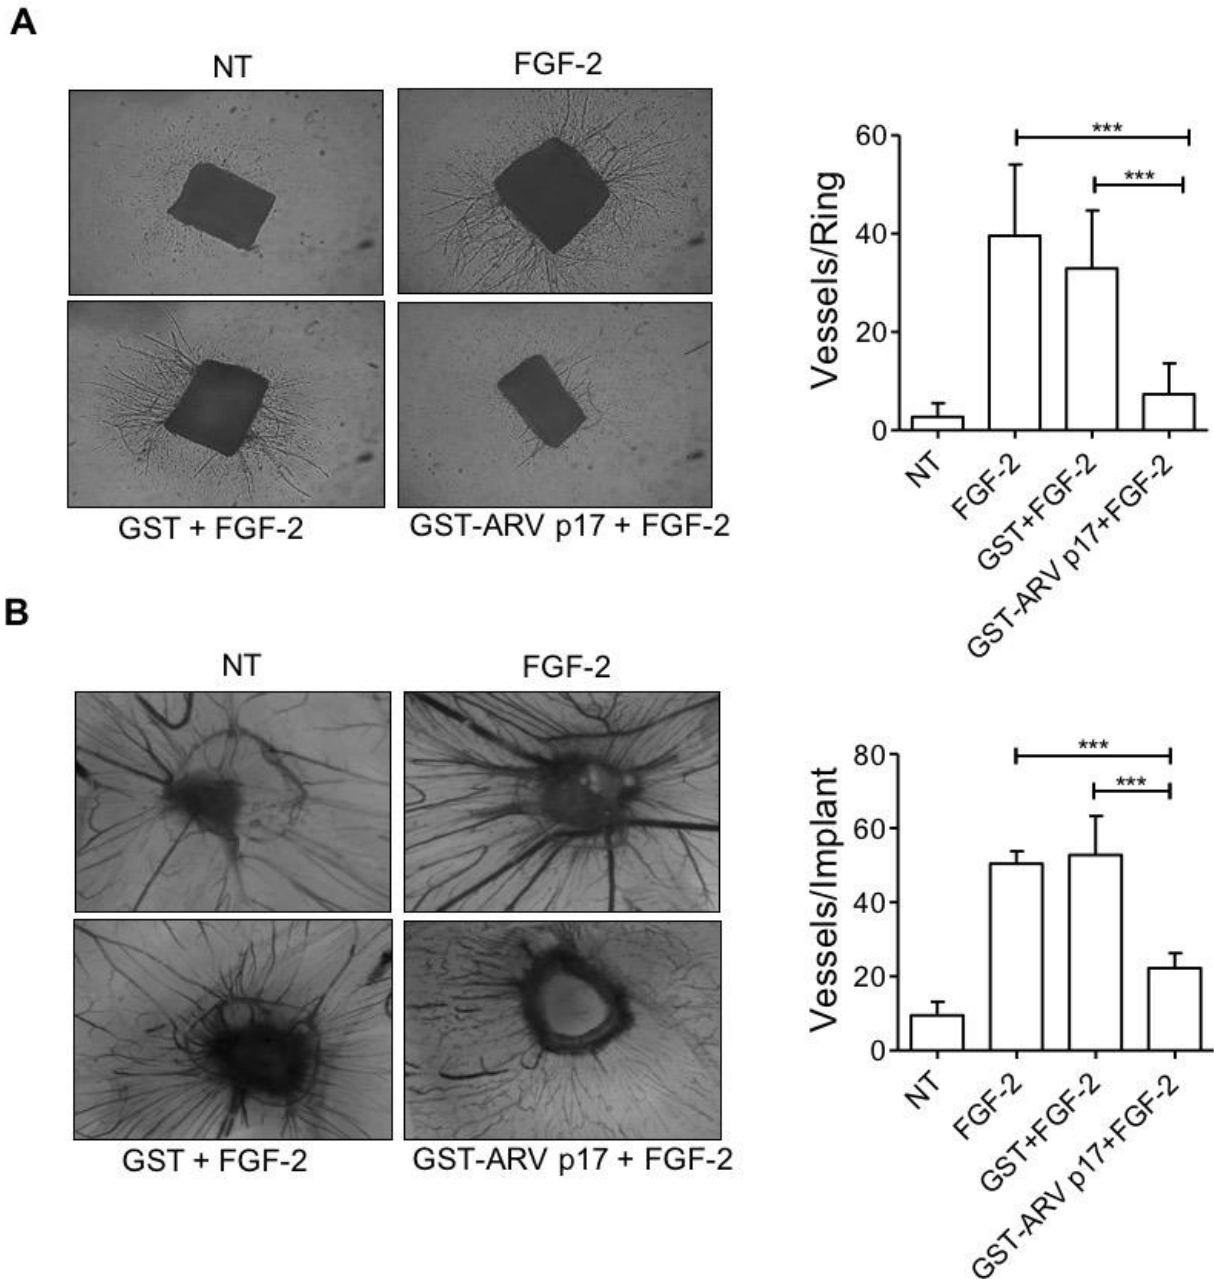 A
NT
FGF-2
GST + FGF-2
GST-ARV p17 + FGF-2
Vessels/Ring
60
40
20
0
***
***
NT
FGF-2
GST+FGF-2
GST-ARV p17+FGF-2
B
NT
FGF-2
GST + FGF-2
GST-ARV p17 + FGF-2
Vessels/Implant
80
60
40
20
0
***
***
NT
FGF-2
GST+FGF-2
GST-ARV p17+FGF-2